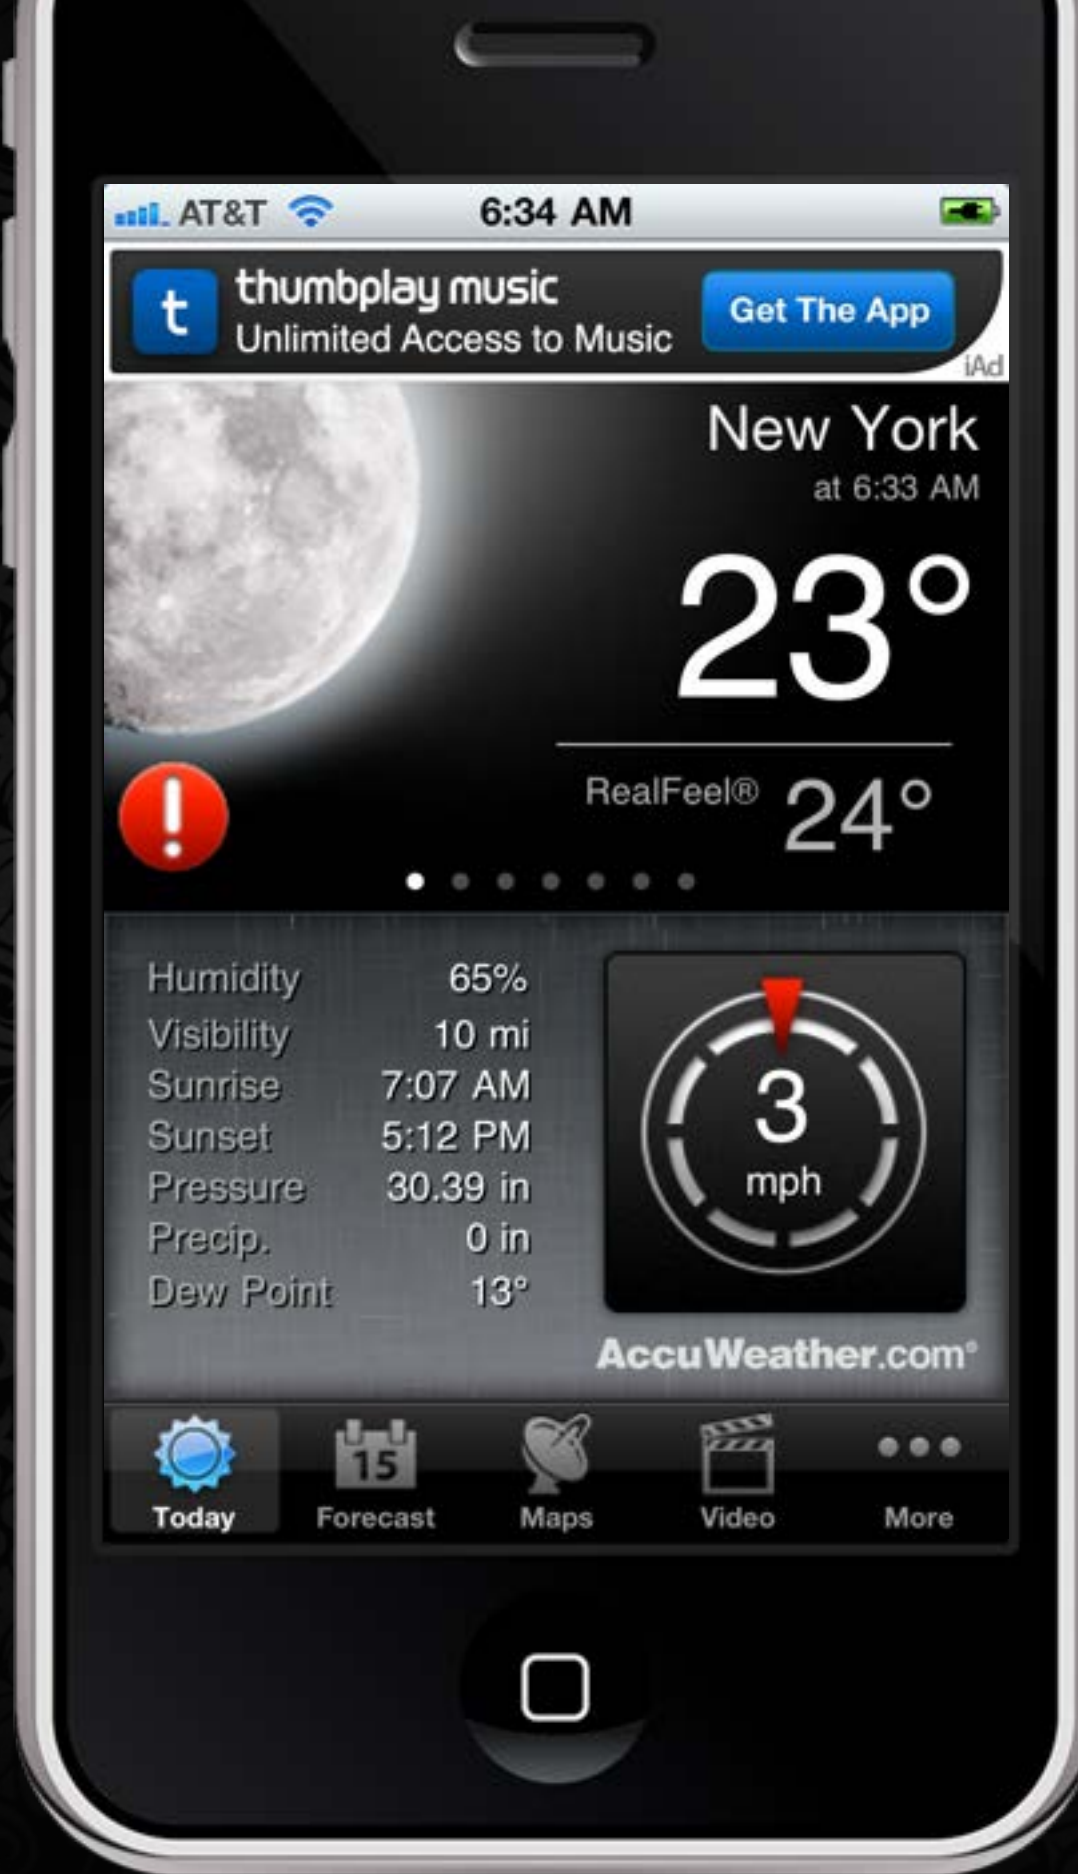 AT&T 6:34 AM
t
thumbplay music
Unlimited Access to Music
Get The App
iAd
New York
at 6:33 AM
23°
RealFeel® 24°
!
Humidity 65%
Visibility 10 mi
Sunrise 7:07 AM
Sunset 5:12 PM
Pressure 30.39 in
Precip. 0 in
Dew Point 13°
3
mph
AccuWeather.com®
15
Today Forecast Maps Video More